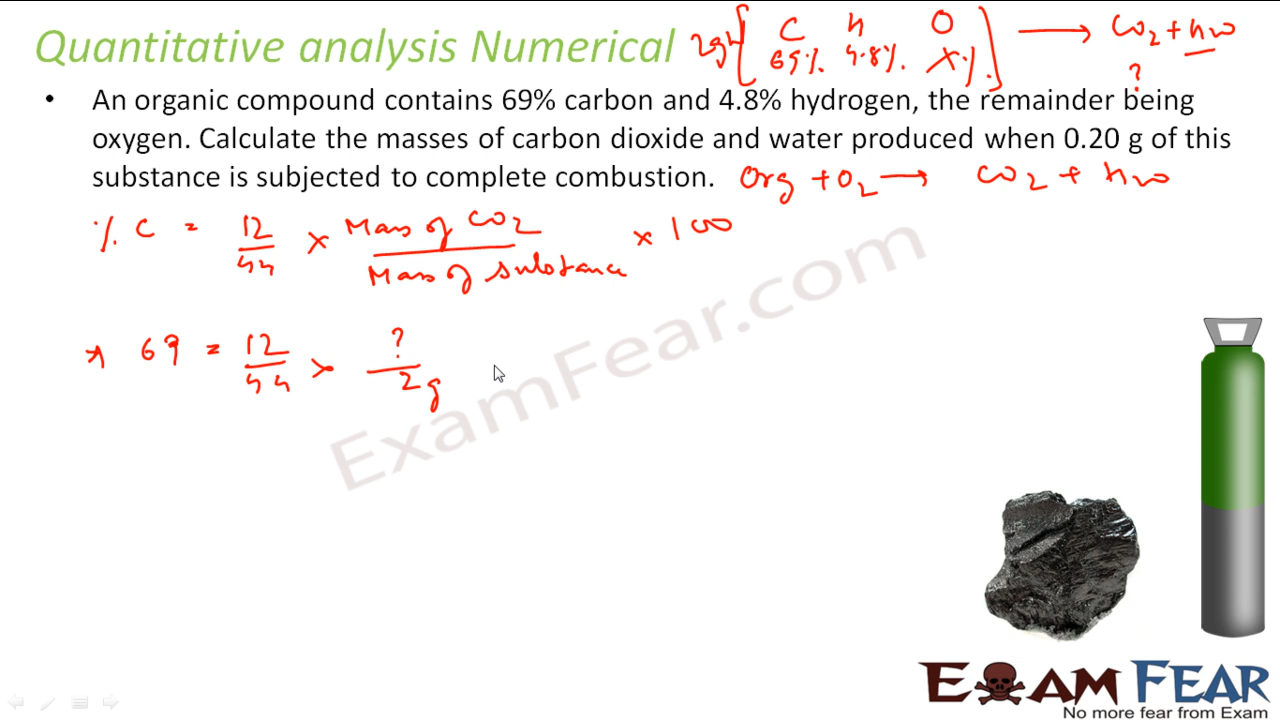 Quantitative analysis Numerical
2g [ C H O ] → CO2 + H2O
69% 4.8% X%
?
• An organic compound contains 69% carbon and 4.8% hydrogen, the remainder being
oxygen. Calculate the masses of carbon dioxide and water produced when 0.20 g of this
substance is subjected to complete combustion.
Org + O2 → CO2 + H2O
% C = 12/44 × Mass of CO2 / Mass of substance × 100
69 = 12/44 × ? / 2g
ExamFear.com
EXAM FEAR
No more fear from Exam